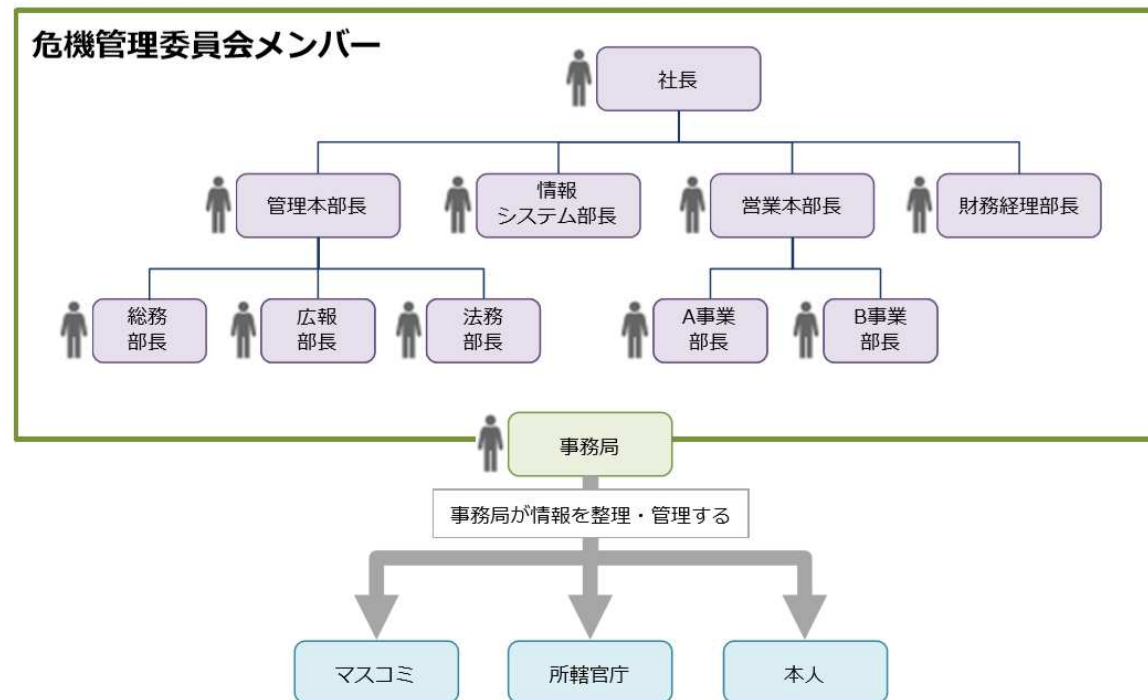 危機管理委員会メンバー
社長
管理本部長
情報
システム部長
営業本部長
財務経理部長
総務
部長
広報
部長
法務
部長
A事業
部長
B事業
部長
事務局
事務局が情報を整理・管理する
マスコミ
所轄官庁
本人